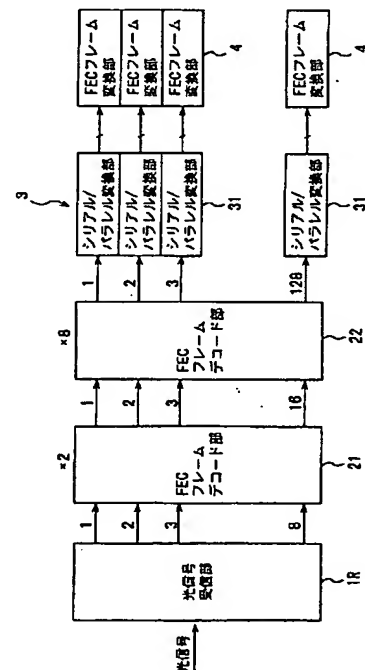 光信号
光信号
受信部
1R
1
2
3
8
×2
FEC
フレーム
デコード部
21
1
2
3
16
×8
FEC
フレーム
デコード部
22
1
2
3
128
3
シリアル/
パラレル変換部
シリアル/
パラレル変換部
シリアル/
パラレル変換部
31
シリアル/
パラレル変換部
31
FECフレーム
変換部
FECフレーム
変換部
FECフレーム
変換部
4
FECフレーム
変換部
4